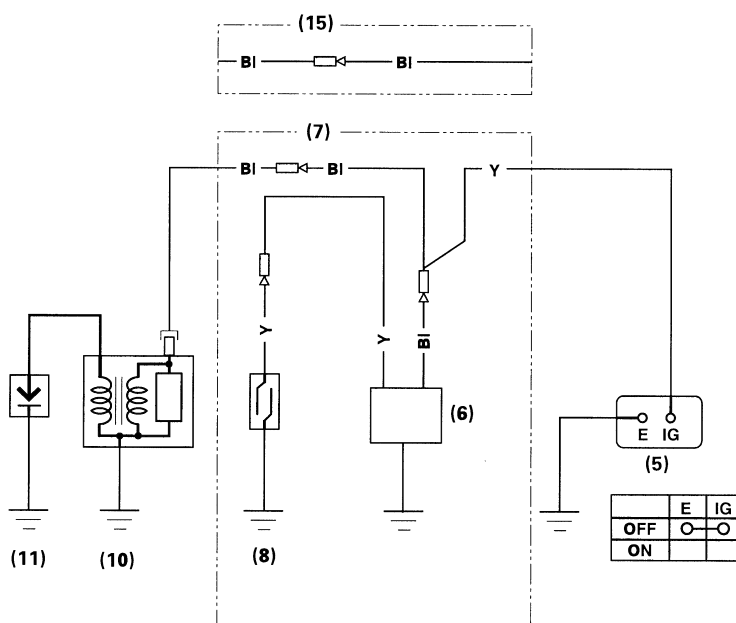 (15)
Bl Bl
(7)
Bl Bl Y
Y Y Bl
(6)
E IG
(5)
E IG
OFF
ON
(11) (10) (8)